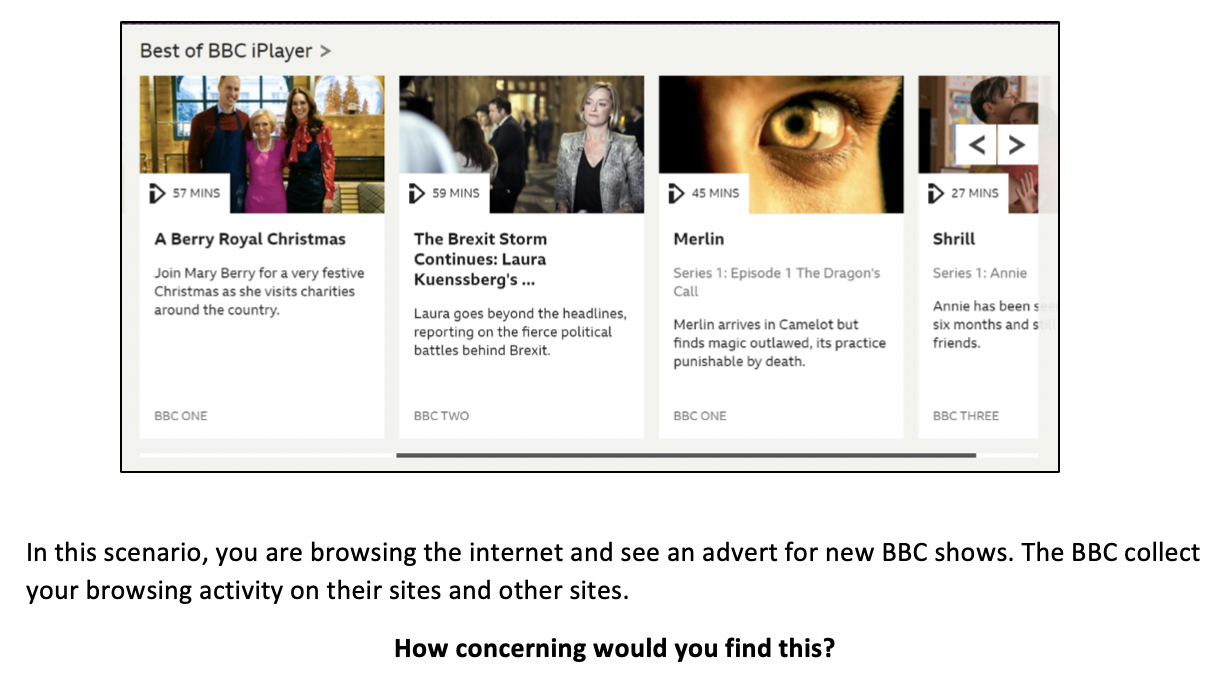 Best of BBC iPlayer >
57 MINS
A Berry Royal Christmas
Join Mary Berry for a very festive
Christmas as she visits charities
around the country.
BBC ONE
59 MINS
The Brexit Storm
Continues: Laura
Kuenssberg's ...
Laura goes beyond the headlines,
reporting on the fierce political
battles behind Brexit.
BBC TWO
45 MINS
Merlin
Series 1: Episode 1 The Dragon's
Call
Merlin arrives in Camelot but
finds magic outlawed, its practice
punishable by death.
BBC ONE
< >
27 MINS
Shrill
Series 1: Annie
Annie has been
six months and
friends.
BBC THREE
In this scenario, you are browsing the internet and see an advert for new BBC shows. The BBC collect
your browsing activity on their sites and other sites.
How concerning would you find this?